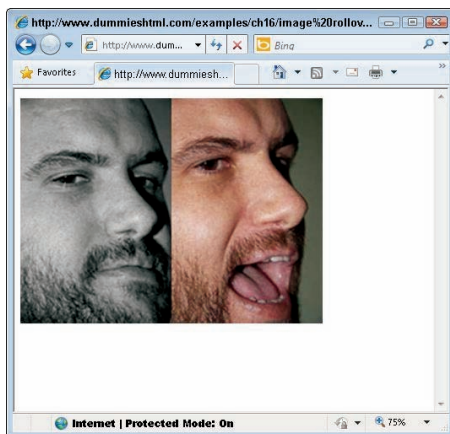 http://www.dummieshtml.com/examples/ch16/image%20rollov...
http://www.dum... Bing
Favorites http://www.dummiesh...
Internet | Protected Mode: On 75%